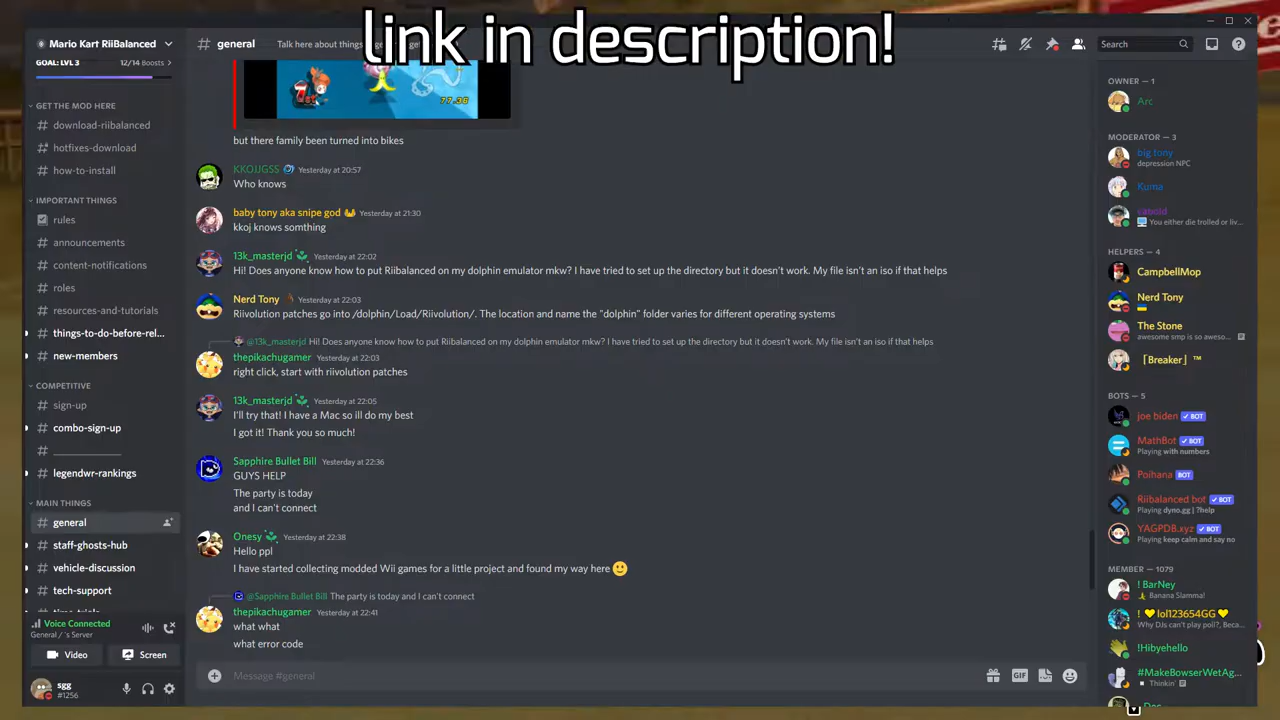 link in description!
Mario Kart RiiBalanced
GOAL: LVL 3 12/14 Boosts
GET THE MOD HERE
# download-riibalanced
hotfixes-download
# how-to-install
IMPORTANT THINGS
rules
# announcements
# content-notifications
# roles
# resources-and-tutorials
# things-to-do-before-rel...
# new-members
COMPETITIVE
# sign-up
# combo-sign-up
# ____________
# legendwr-rankings
MAIN THINGS
# general
# staff-ghosts-hub
# vehicle-discussion
# tech-support
Voice Connected
General / 's Server
Video Screen
sgg
#1256
# general Talk here about things
77.36
but there family been turned into bikes
KKOJJGSS Yesterday at 20:57
Who knows
baby tony aka snipe god Yesterday at 21:30
kkoj knows somthing
13k_masterjd Yesterday at 22:02
Hi! Does anyone know how to put Riibalanced on my dolphin emulator mkw? I have tried to set up the directory but it doesn't work. My file isn't an iso if that helps
Nerd Tony Yesterday at 22:03
Riivolution patches go into /dolphin/Load/Riivolution/. The location and name the "dolphin" folder varies for different operating systems
@13k_masterjd Hi! Does anyone know how to put Riibalanced on my dolphin emulator mkw? I have tried to set up the directory but it doesn't work. My file isn't an iso if that helps
thepikachugamer Yesterday at 22:03
right click, start with riivolution patches
13k_masterjd Yesterday at 22:05
I'll try that! I have a Mac so ill do my best
I got it! Thank you so much!
Sapphire Bullet Bill Yesterday at 22:36
GUYS HELP
The party is today
and I can't connect
Onesy Yesterday at 22:38
Hello ppl
I have started collecting modded Wii games for a little project and found my way here 🙂
@Sapphire Bullet Bill The party is today and I can't connect
thepikachugamer Yesterday at 22:41
what what
what error code
Message #general
GIF
Search
OWNER — 1
Arc
MODERATOR — 3
big tony
depression NPC
Kuma
You either die trolled or liv...
HELPERS — 4
CampbellMop
Nerd Tony
The Stone
awesome smp is so aweso...
「Breaker」™
BOTS — 5
joe biden ✓ BOT
MathBot ✓ BOT
Playing with numbers
Poihana BOT
Riibalanced bot ✓ BOT
Playing dyno.gg | ?help
YAGPDB.xyz ✓ BOT
Playing keep calm and say no
MEMBER — 1079
! BarNey
Banana Slamma!
! 💛lol123654GG💛
Why DJs can't play pool?, Beca...
!Hibyehello
#MakeBowserWetAg...
Thinkin'